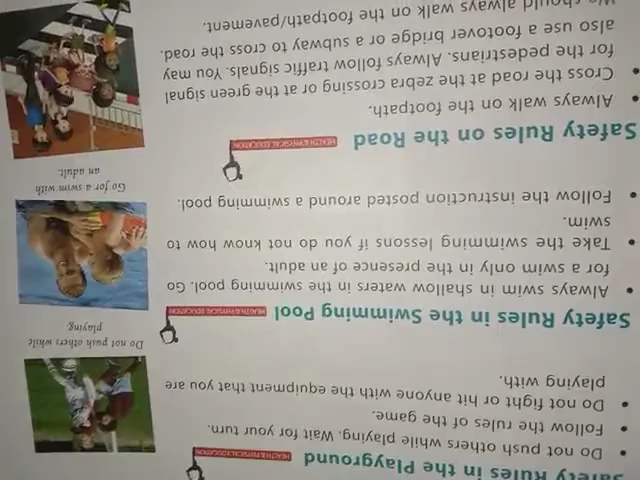 Safety Rules in the Playground
HEALTH & PHYSICAL EDUCATION
Do not push others while playing. Wait for your turn.
Follow the rules of the game.
Do not fight or hit anyone with the equipment that you are
playing with.
Do not push others while
playing
Safety Rules in the Swimming Pool
HEALTH & PHYSICAL EDUCATION
Always swim in shallow waters in the swimming pool. Go
for a swim only in the presence of an adult.
Take the swimming lessons if you do not know how to
swim.
Follow the instruction posted around a swimming pool.
Go for a swim with
an adult.
Safety Rules on the Road
HEALTH & PHYSICAL EDUCATION
Always walk on the footpath.
Cross the road at the zebra crossing or at the green signal
for the pedestrians. Always follow traffic signals. You may
also use a footover bridge or a subway to cross the road.
We should always walk on the footpath/pavement.